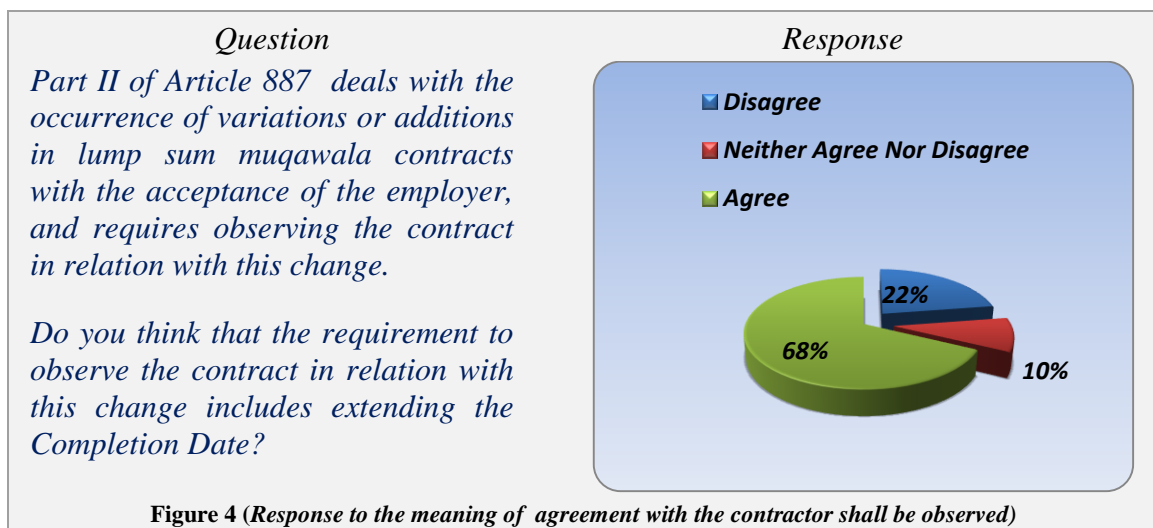 Question
Part II of Article 887 deals with the
occurrence of variations or additions
in lump sum muqawala contracts
with the acceptance of the employer,
and requires observing the contract
in relation with this change.
Do you think that the requirement to
observe the contract in relation with
this change includes extending the
Completion Date?
Response
Disagree
Neither Agree Nor Disagree
Agree
22%
68%
10%
Figure 4 (Response to the meaning of agreement with the contractor shall be observed)